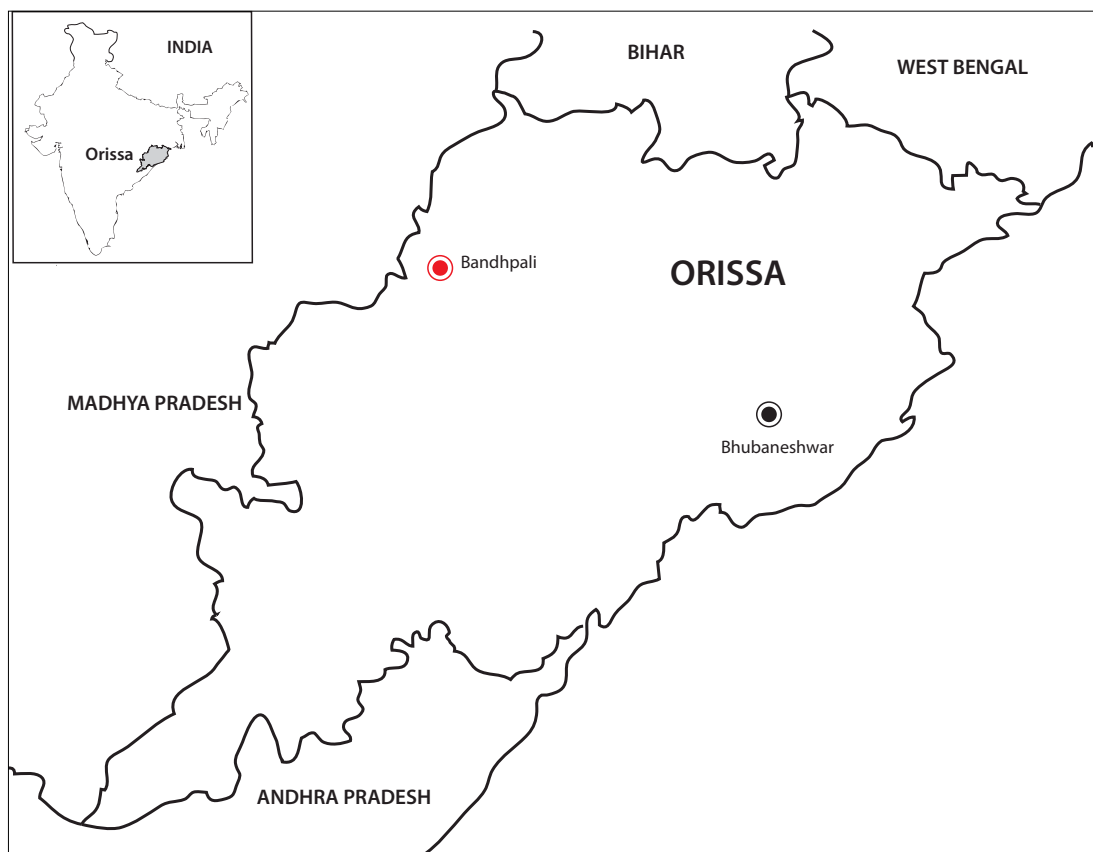 INDIA
Orissa
BIHAR
WEST BENGAL
Bandhpali
ORISSA
MADHYA PRADESH
Bhubaneshwar
ANDHRA PRADESH